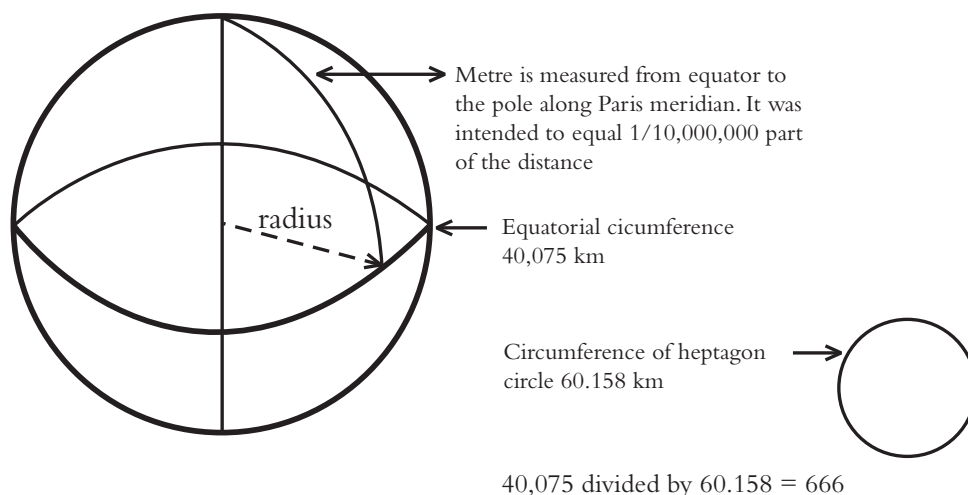 Metre is measured from equator to
the pole along Paris meridian. It was
intended to equal 1/10,000,000 part
of the distance
radius
Equatorial cicumference
40,075 km
Circumference of heptagon
circle 60.158 km
40,075 divided by 60.158 = 666